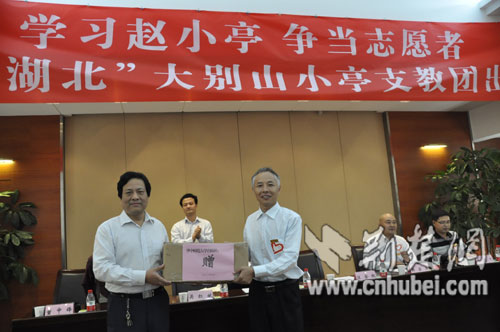 学习赵小亭 争当志愿者
湖北”大别山小亭支教团出
赠
荆楚网
www.cnhubei.com